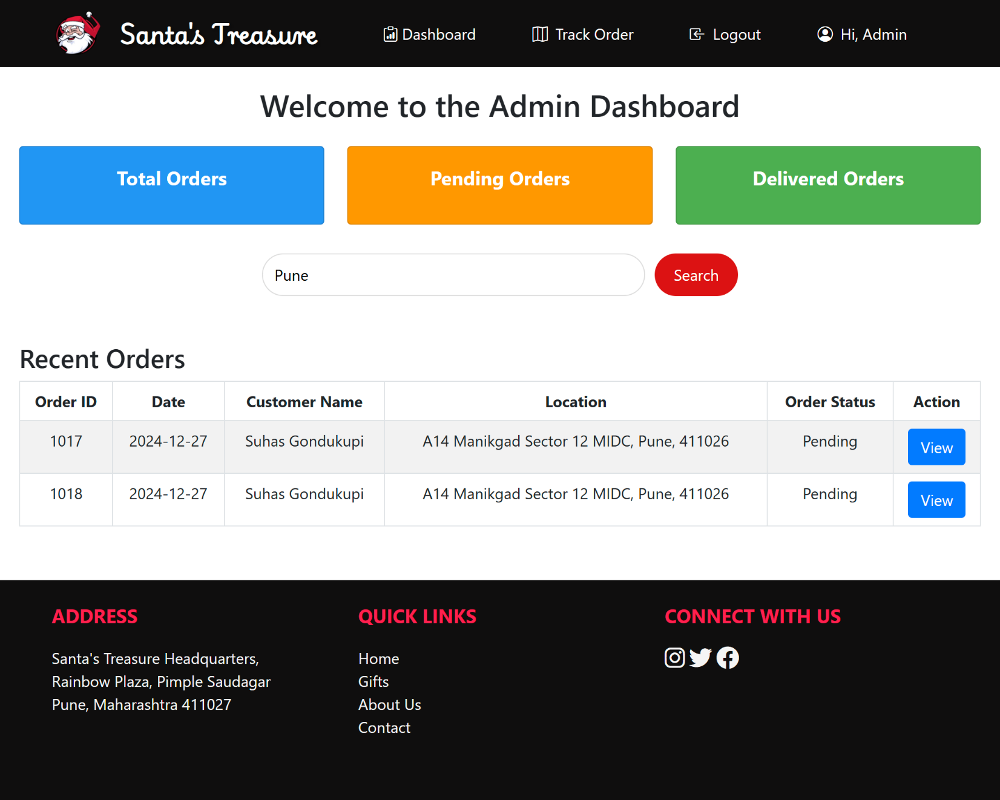 Santa's Treasure
Dashboard
Track Order
Logout
Hi, Admin
Welcome to the Admin Dashboard
Total Orders
Pending Orders
Delivered Orders
Pune
Search
Recent Orders
Order ID Date Customer Name Location Order Status Action
1017 2024-12-27 Suhas Gondukupi A14 Manikgad Sector 12 MIDC, Pune, 411026 Pending View
1018 2024-12-27 Suhas Gondukupi A14 Manikgad Sector 12 MIDC, Pune, 411026 Pending View
ADDRESS
Santa's Treasure Headquarters,
Rainbow Plaza, Pimple Saudagar
Pune, Maharashtra 411027
QUICK LINKS
Home
Gifts
About Us
Contact
CONNECT WITH US